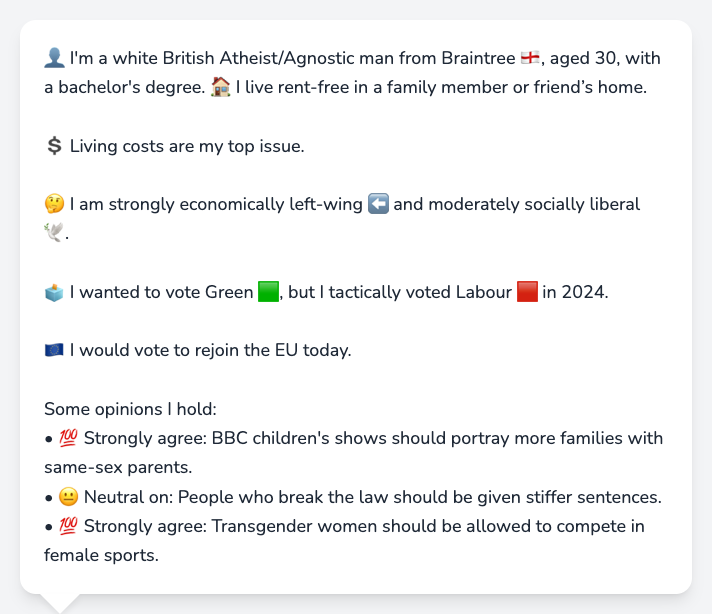 👤 I'm a white British Atheist/Agnostic man from Braintree 🏴󠁧󠁢󠁥󠁮󠁧󠁿, aged 30, with
a bachelor's degree. 🏠 I live rent-free in a family member or friend’s home.
💲 Living costs are my top issue.
🤔 I am strongly economically left-wing ⬅️ and moderately socially liberal
🕊️.
🗳️ I wanted to vote Green 🟩, but I tactically voted Labour 🟥 in 2024.
🇪🇺 I would vote to rejoin the EU today.
Some opinions I hold:
• 💯 Strongly agree: BBC children's shows should portray more families with
same-sex parents.
• 😐 Neutral on: People who break the law should be given stiffer sentences.
• 💯 Strongly agree: Transgender women should be allowed to compete in
female sports.